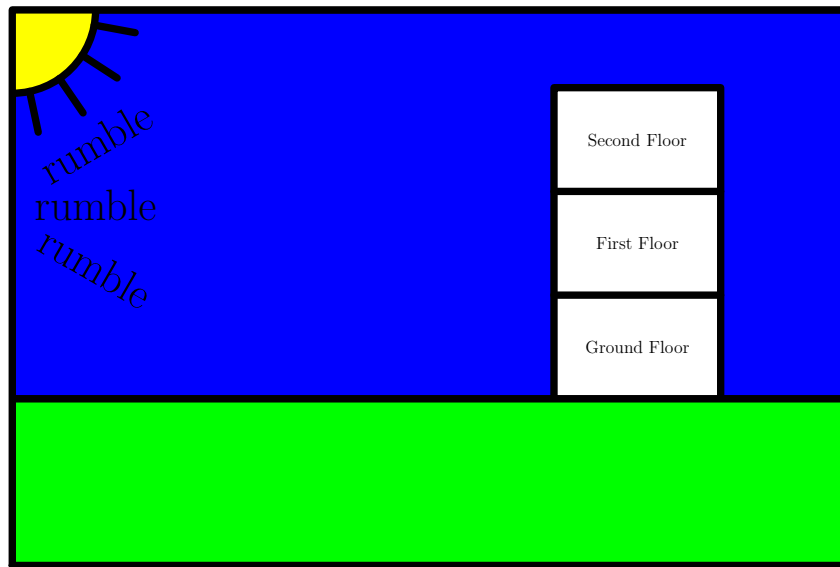 rumble
rumble
rumble
Second Floor
First Floor
Ground Floor